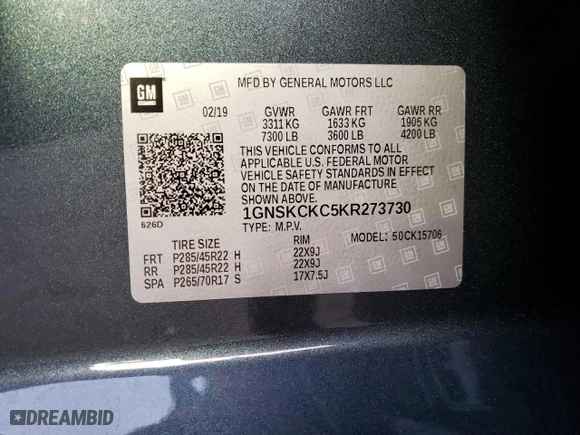 GM
MFD BY GENERAL MOTORS LLC
02/19 GVWR GAWR FRT GAWR RR
3311 KG 1633 KG 1905 KG
7300 LB 3600 LB 4200 LB
THIS VEHICLE CONFORMS TO ALL
APPLICABLE U.S. FEDERAL MOTOR
VEHICLE SAFETY STANDARDS IN EFFECT
ON THE DATE OF MANUFACTURE
SHOWN ABOVE.
626D
1GNSKCKC5KR273730
TYPE: M.P.V. MODEL: 50CK15706
TIRE SIZE RIM
FRT P285/45R22 H 22X9J
RR P285/45R22 H 22X9J
SPA P265/70R17 S 17X7.5J
DREAMBID